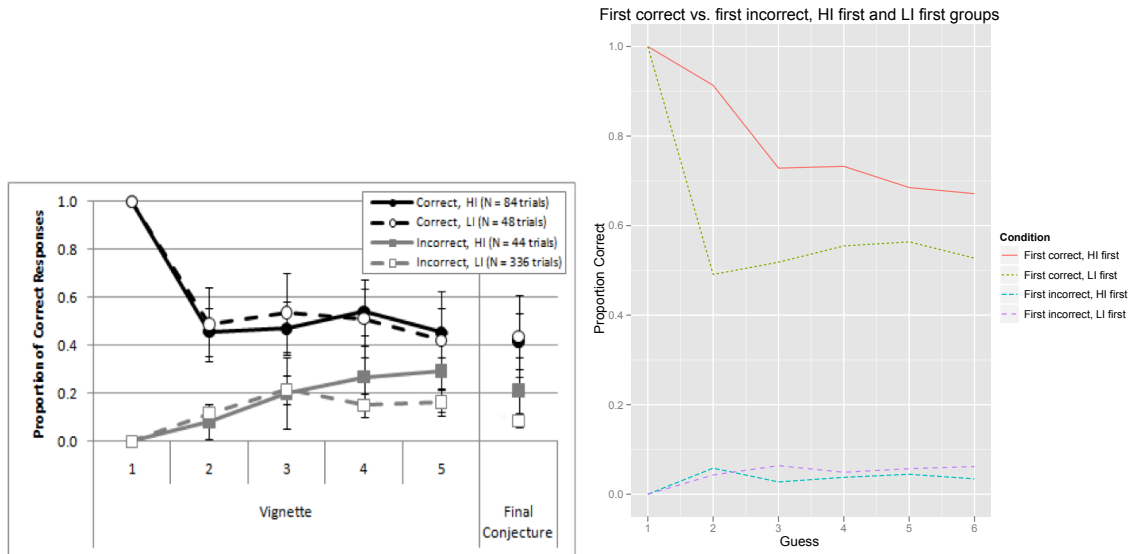 First correct vs. first incorrect, HI first and LI first groups
Correct, HI (N = 84 trials)
Correct, LI (N = 48 trials)
Incorrect, HI (N = 44 trials)
Incorrect, LI (N = 336 trials)
Proportion of Correct Responses
1.0
0.8
0.6
0.4
0.2
0.0
1 2 3 4 5
Vignette
Final
Conjecture
Proportion Correct
1.0
0.8
0.6
0.4
0.2
0.0
1 2 3 4 5 6
Guess
Condition
First correct, HI first
First correct, LI first
First incorrect, HI first
First incorrect, LI first